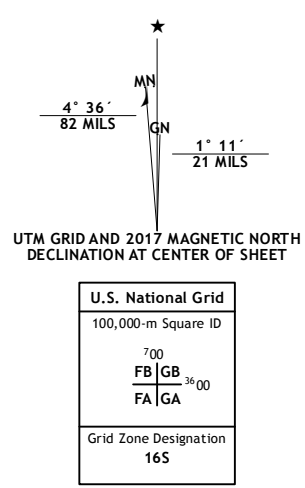 ★
MN
4° 36´
82 MILS
GN
1° 11´
21 MILS
UTM GRID AND 2017 MAGNETIC NORTH
DECLINATION AT CENTER OF SHEET
U.S. National Grid
100,000-m Square ID
⁷00
FB GB
³⁶00
FA GA
Grid Zone Designation
16S